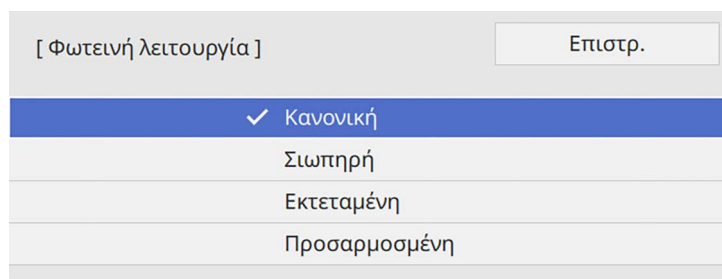 [ Φωτεινή λειτουργία ]
Επιστρ.
Κανονική
Σιωπηρή
Εκτεταμένη
Προσαρμοσμένη